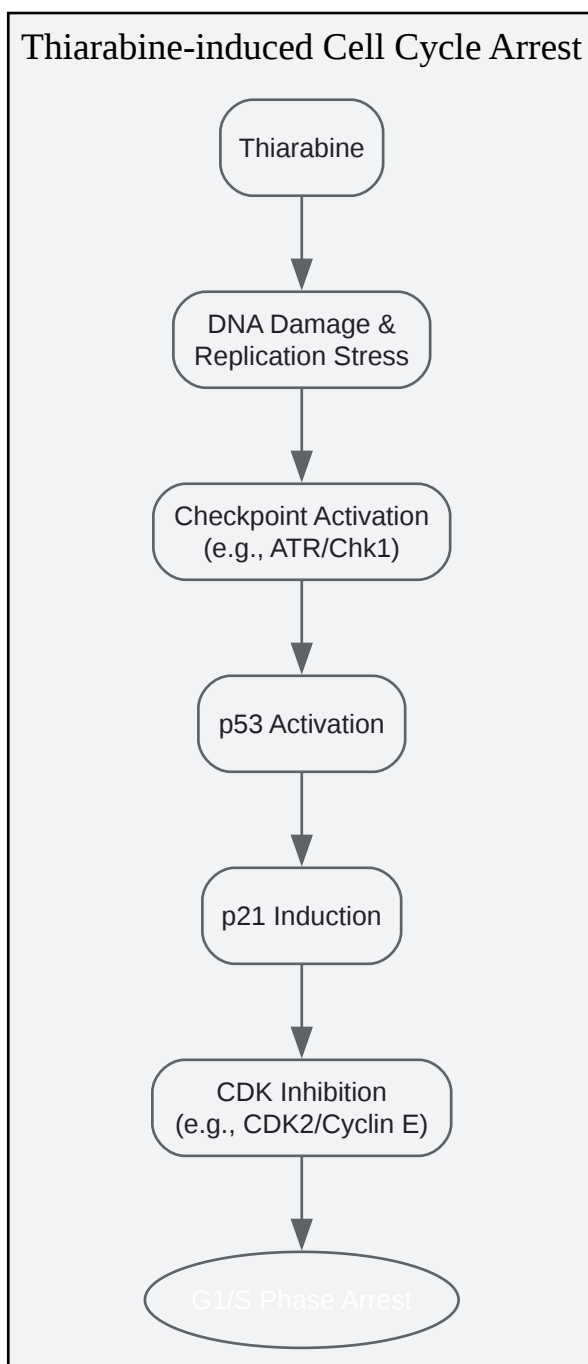 Thiarabine-induced Cell Cycle Arrest
Thiarabine
DNA Damage &
Replication Stress
Checkpoint Activation
(e.g., ATR/Chk1)
p53 Activation
p21 Induction
CDK Inhibition
(e.g., CDK2/Cyclin E)
G1/S Phase Arrest